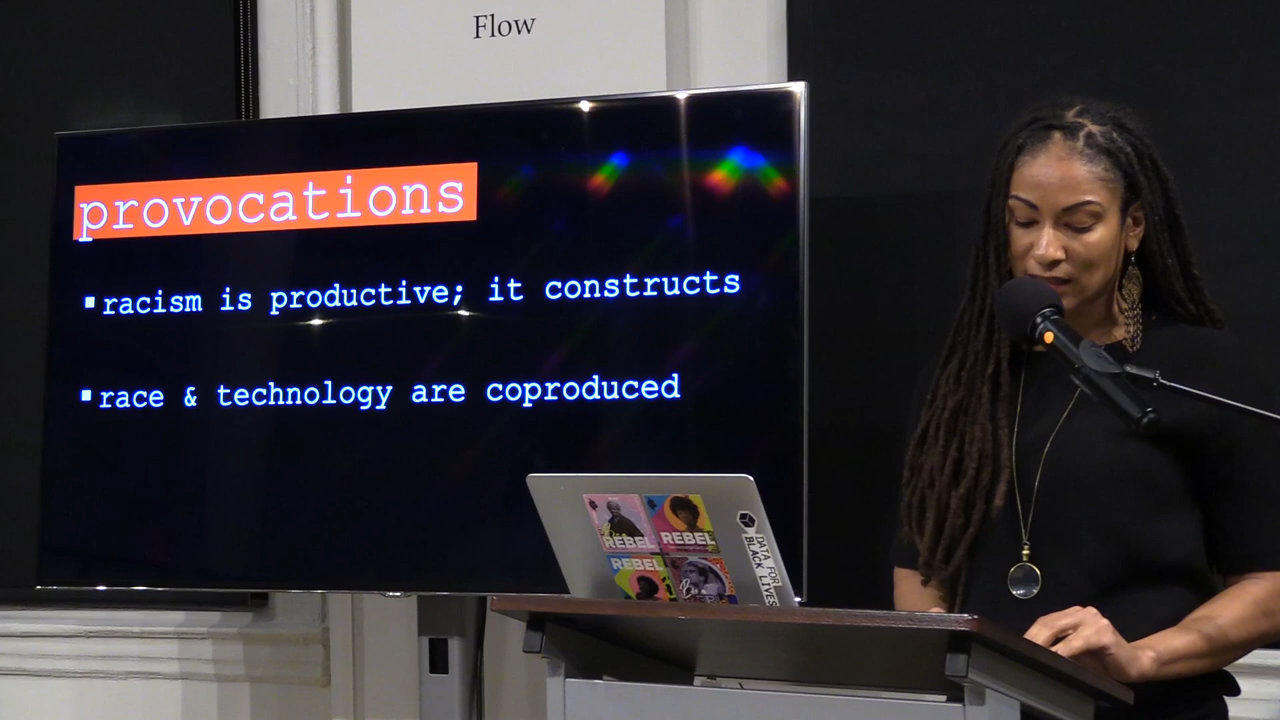 Flow
provocations
▪racism is productive; it constructs
▪race & technology are coproduced
REBEL
REBEL
REBEL
DATA FOR
BLACK LIVES